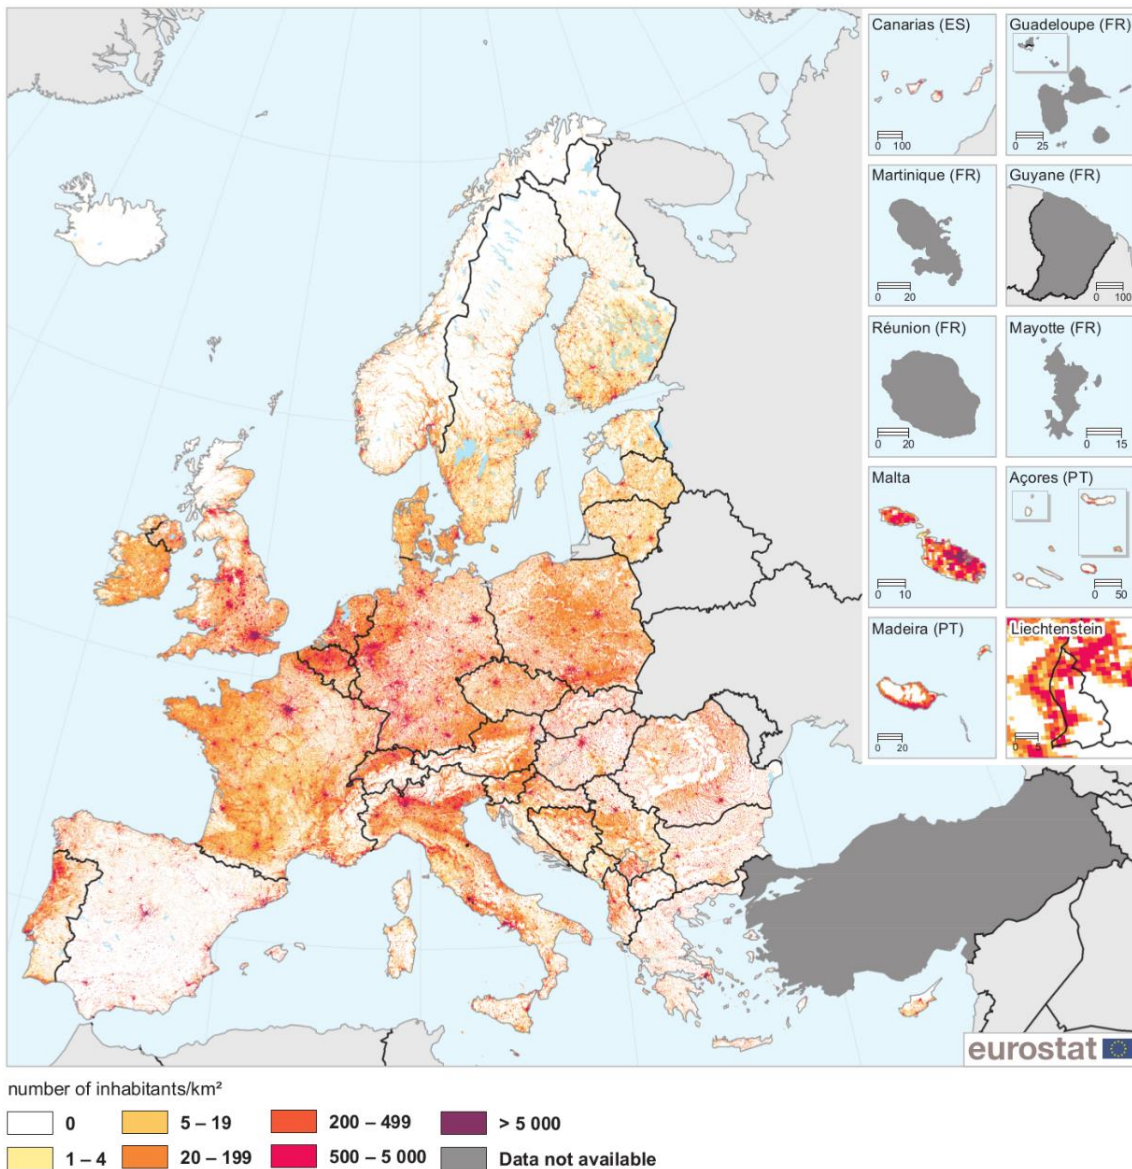 Canarias (ES)
0 100
Guadeloupe (FR)
0 25
Martinique (FR)
0 20
Guyane (FR)
0 100
Réunion (FR)
0 20
Mayotte (FR)
0 15
Malta
0 10
Açores (PT)
0 50
Madeira (PT)
0 20
Liechtenstein
0 5
eurostat
number of inhabitants/km²
0
5 – 19
200 – 499
> 5 000
1 – 4
20 – 199
500 – 5 000
Data not available